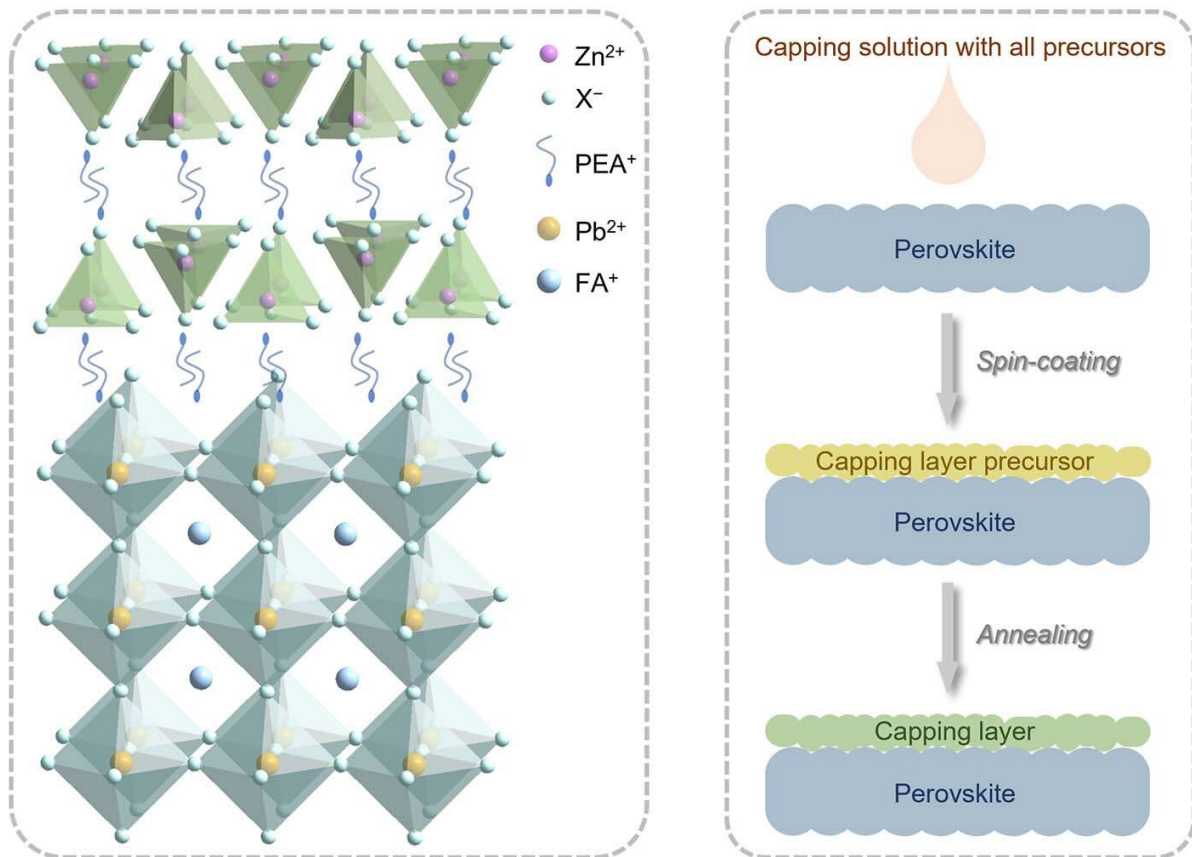 Zn²⁺
X⁻
PEA⁺
Pb²⁺
FA⁺
Capping solution with all precursors
Perovskite
Spin-coating
Capping layer precursor
Perovskite
Annealing
Capping layer
Perovskite